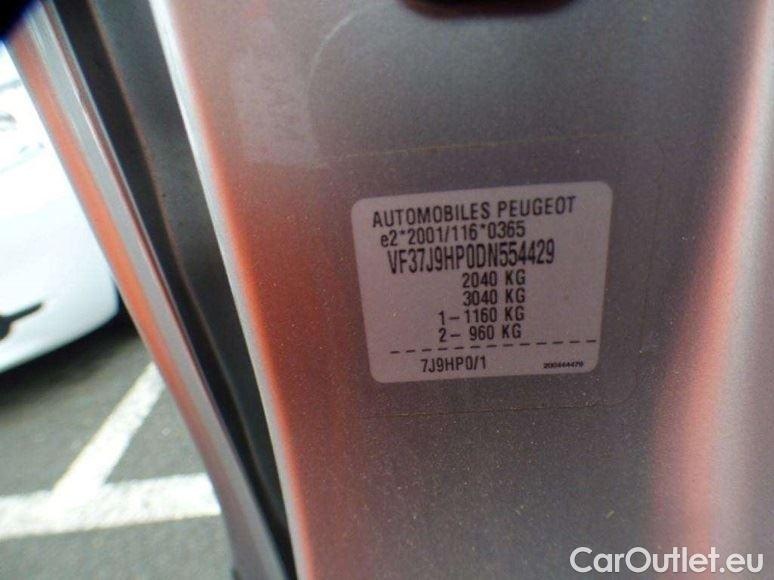 AUTOMOBILES PEUGEOT
e2*2001/116*0365
VF37J9HP0DN554429
2040 KG
3040 KG
1- 1160 KG
2- 960 KG
7J9HP0/1 200444479
CarOutlet.eu